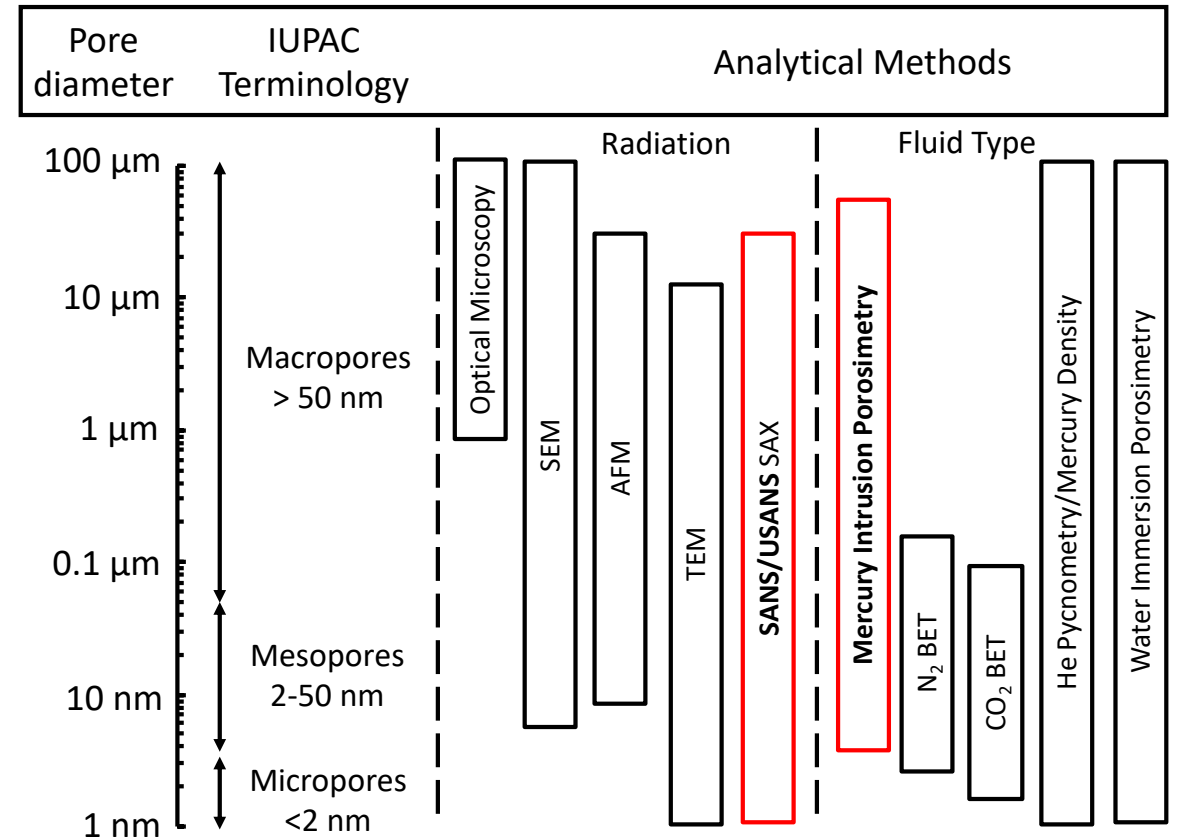 Pore
diameter
IUPAC
Terminology
Analytical Methods
Radiation
Fluid Type
100 µm
10 µm
1 µm
0.1 µm
10 nm
1 nm
Macropores
> 50 nm
Mesopores
2-50 nm
Micropores
<2 nm
Optical Microscopy
SEM
AFM
TEM
SANS/USANS SAX
Mercury Intrusion Porosimetry
N₂ BET
CO₂ BET
He Pycnometry/Mercury Density
Water Immersion Porosimetry